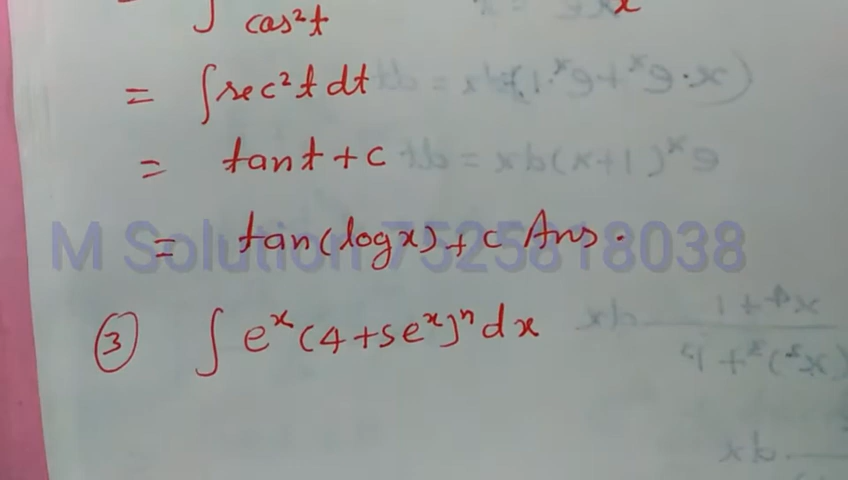 ∫ cos²t
= ∫sec²t dt
= tant + c
= tan(logx) + c Ans.
M Solution 7525818038
③ ∫ eˣ (4+5eˣ)ⁿ dx